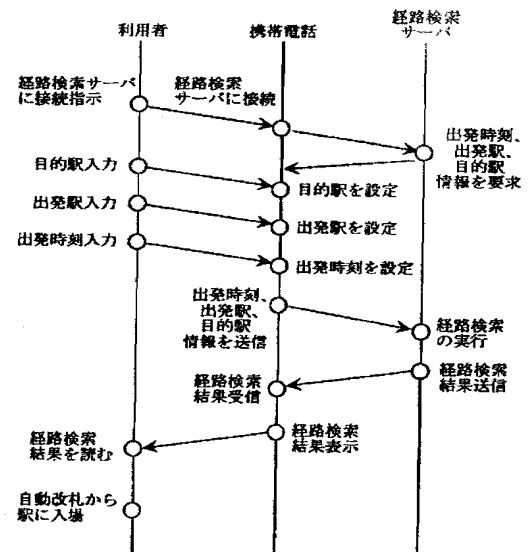 利用者
携帯電話
経路検索
サーバ
経路検索サーバ
に接続指示
経路検索
サーバに接続
出発時刻、
出発駅、
目的駅
情報を要求
目的駅入力
目的駅を設定
出発駅入力
出発駅を設定
出発時刻入力
出発時刻を設定
出発時刻、
出発駅、
目的駅
情報を送信
経路検索
の実行
経路検索
結果送信
経路検索
結果受信
経路検索
結果表示
経路検索
結果を読む
自動改札から
駅に入場